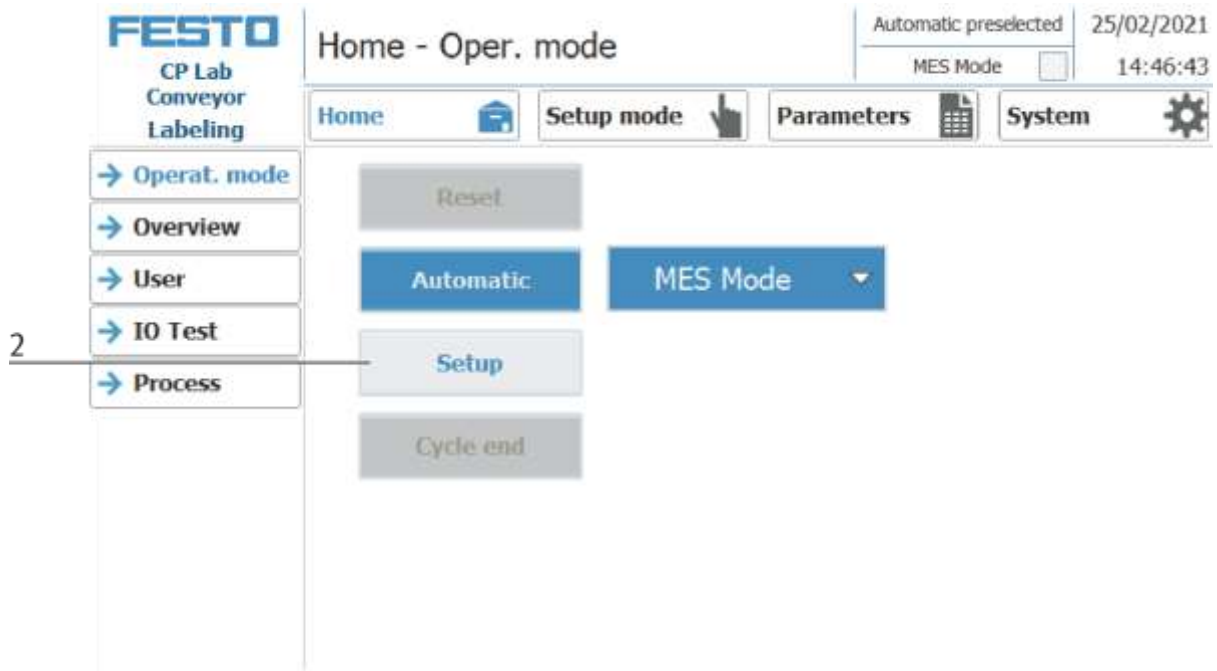 FESTO
CP Lab
Conveyor
Labeling
Home - Oper. mode
Automatic preselected
MES Mode
25/02/2021
14:46:43
Home
Setup mode
Parameters
System
Operat. mode
Overview
User
IO Test
Process
Reset
Automatic
MES Mode
Setup
Cycle end
2